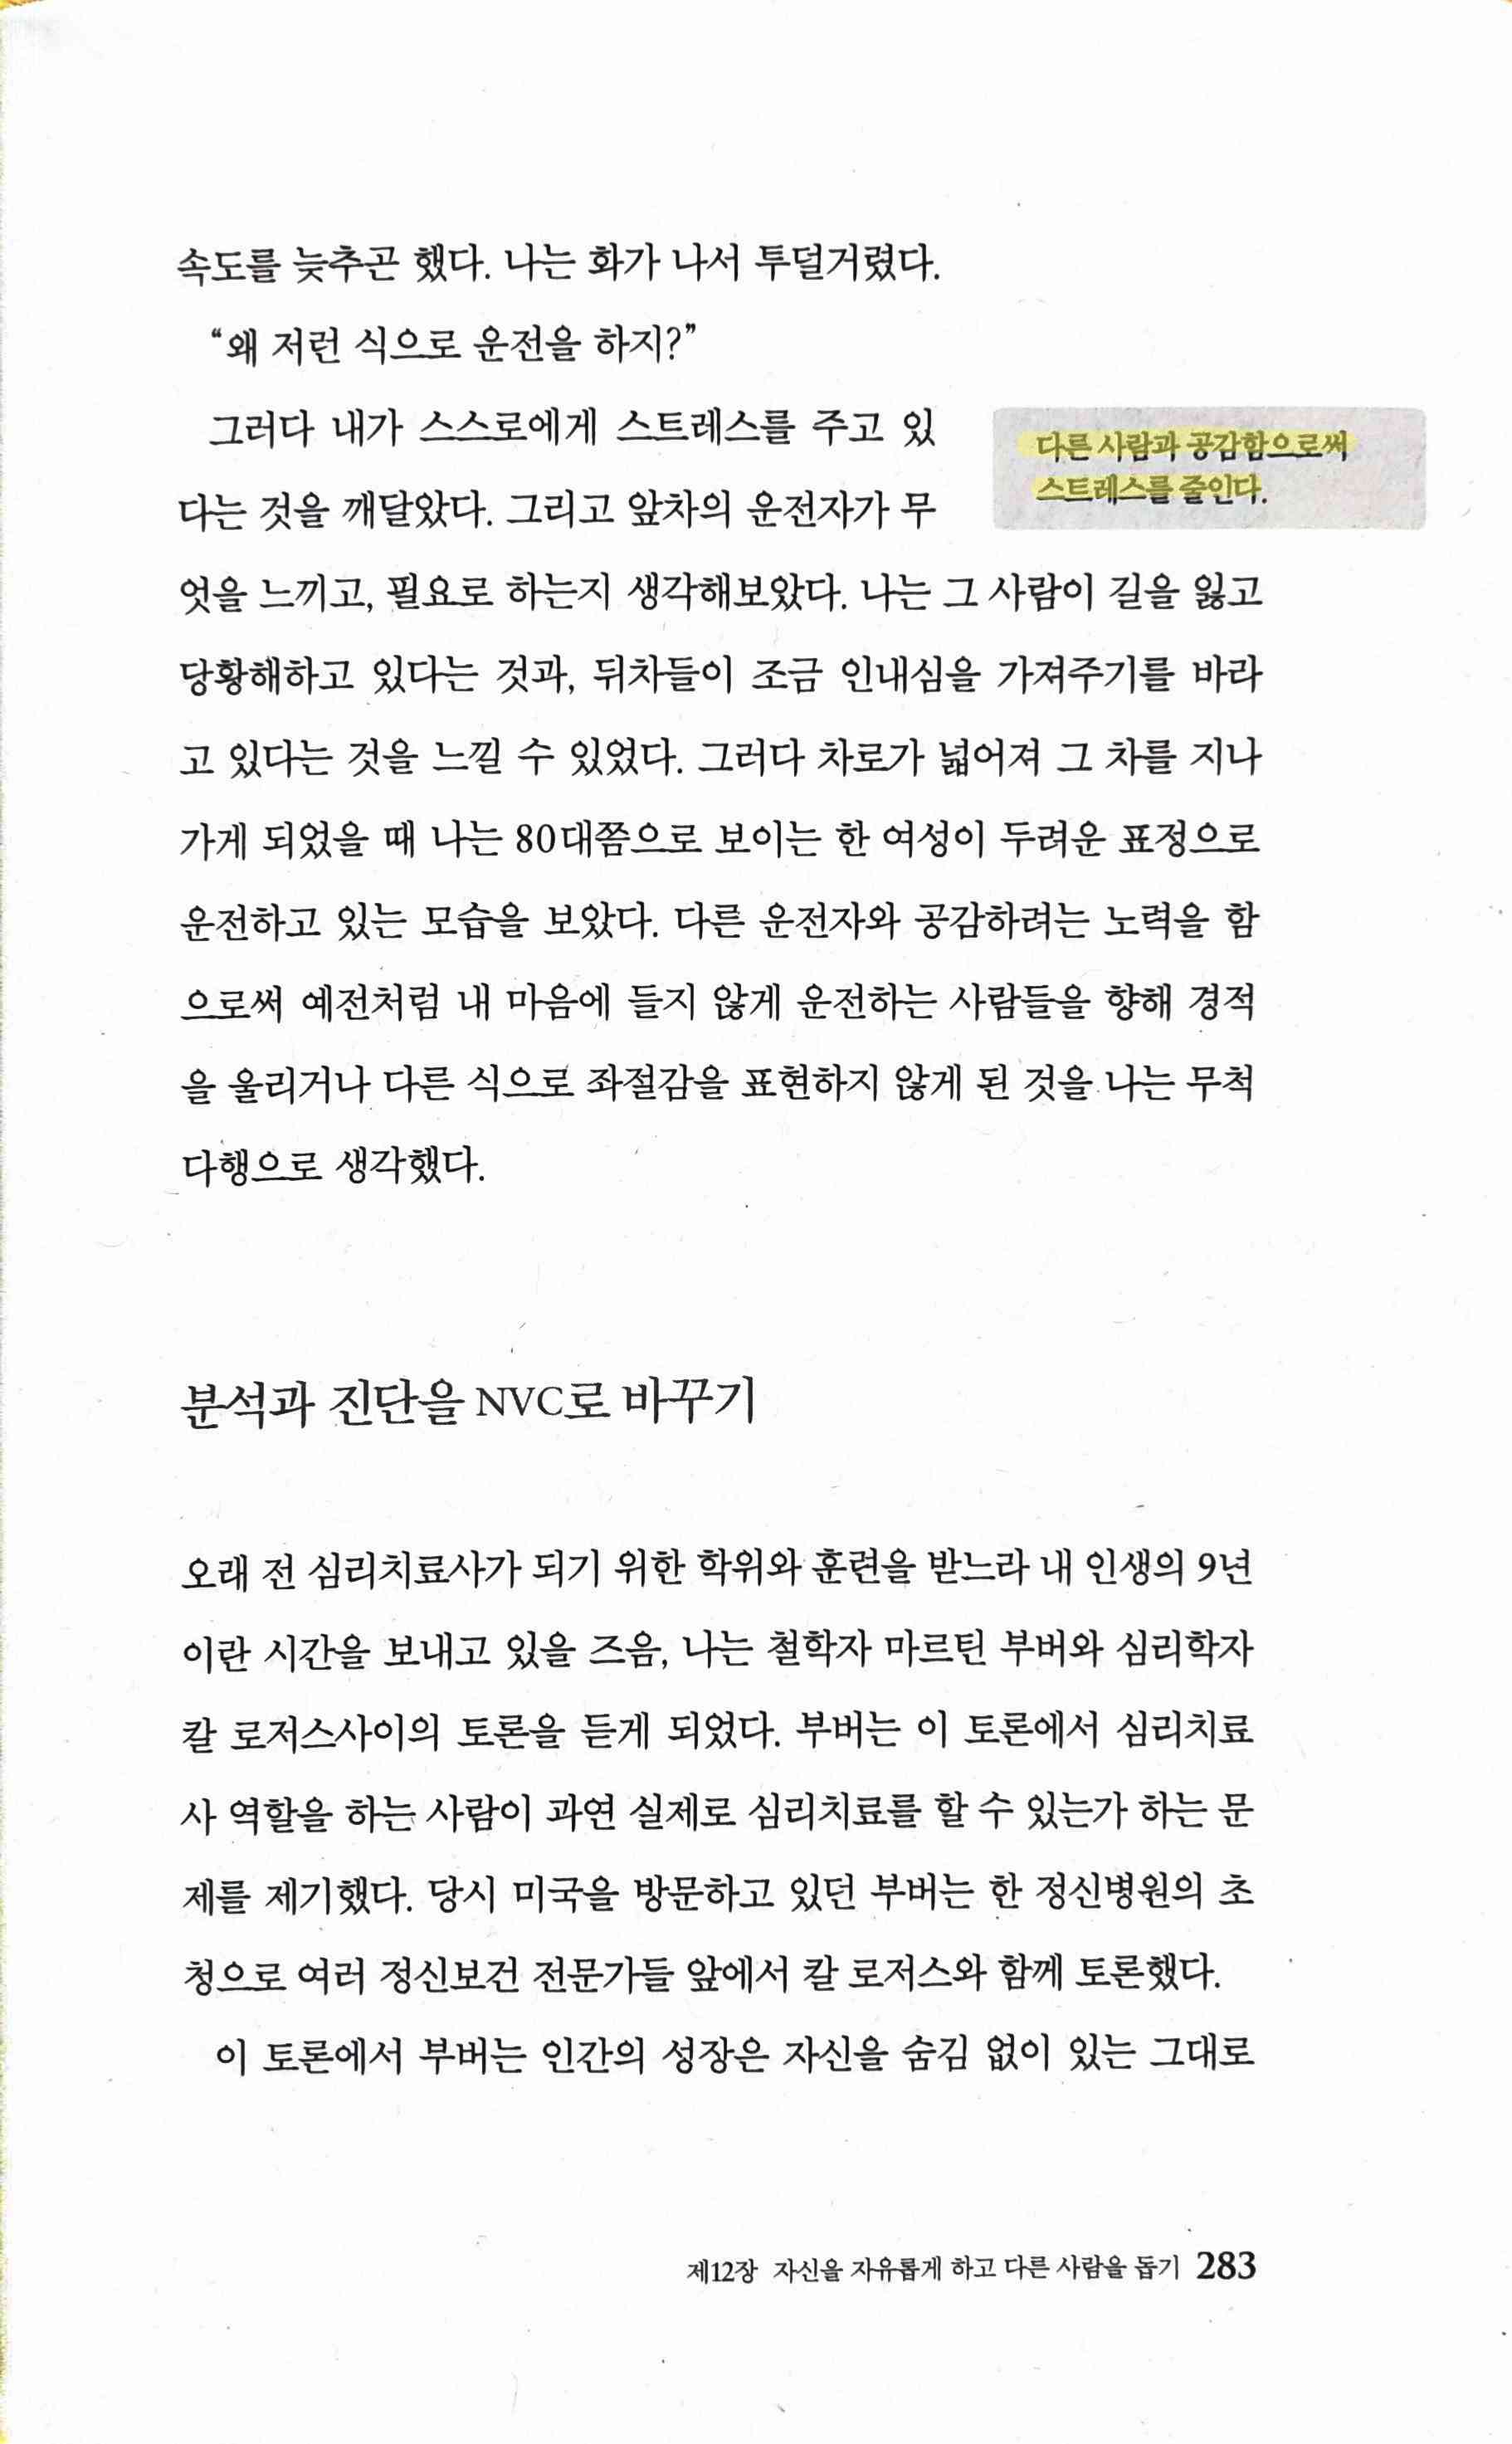 속도를 늦추곤 했다. 나는 화가 나서 투덜거렸다.
“왜 저런 식으로 운전을 하지?”
그러다 내가 스스로에게 스트레스를 주고 있
다는 것을 깨달았다. 그리고 앞차의 운전자가 무
엇을 느끼고, 필요로 하는지 생각해보았다. 나는 그 사람이 길을 잃고
당황해하고 있다는 것과, 뒤차들이 조금 인내심을 가져주기를 바라
고 있다는 것을 느낄 수 있었다. 그러다 차로가 넓어져 그 차를 지나
가게 되었을 때 나는 80대쯤으로 보이는 한 여성이 두려운 표정으로
운전하고 있는 모습을 보았다. 다른 운전자와 공감하려는 노력을 함
으로써 예전처럼 내 마음에 들지 않게 운전하는 사람들을 향해 경적
을 울리거나 다른 식으로 좌절감을 표현하지 않게 된 것을 나는 무척
다행으로 생각했다.
다른 사람과 공감함으로써
스트레스를 줄인다.
분석과 진단을 NVC로 바꾸기
오래 전 심리치료사가 되기 위한 학위와 훈련을 받느라 내 인생의 9년
이란 시간을 보내고 있을 즈음, 나는 철학자 마르틴 부버와 심리학자
칼 로저스사이의 토론을 듣게 되었다. 부버는 이 토론에서 심리치료
사 역할을 하는 사람이 과연 실제로 심리치료를 할 수 있는가 하는 문
제를 제기했다. 당시 미국을 방문하고 있던 부버는 한 정신병원의 초
청으로 여러 정신보건 전문가들 앞에서 칼 로저스와 함께 토론했다.
이 토론에서 부버는 인간의 성장은 자신을 숨김 없이 있는 그대로
제12장 자신을 자유롭게 하고 다른 사람을 돕기 283